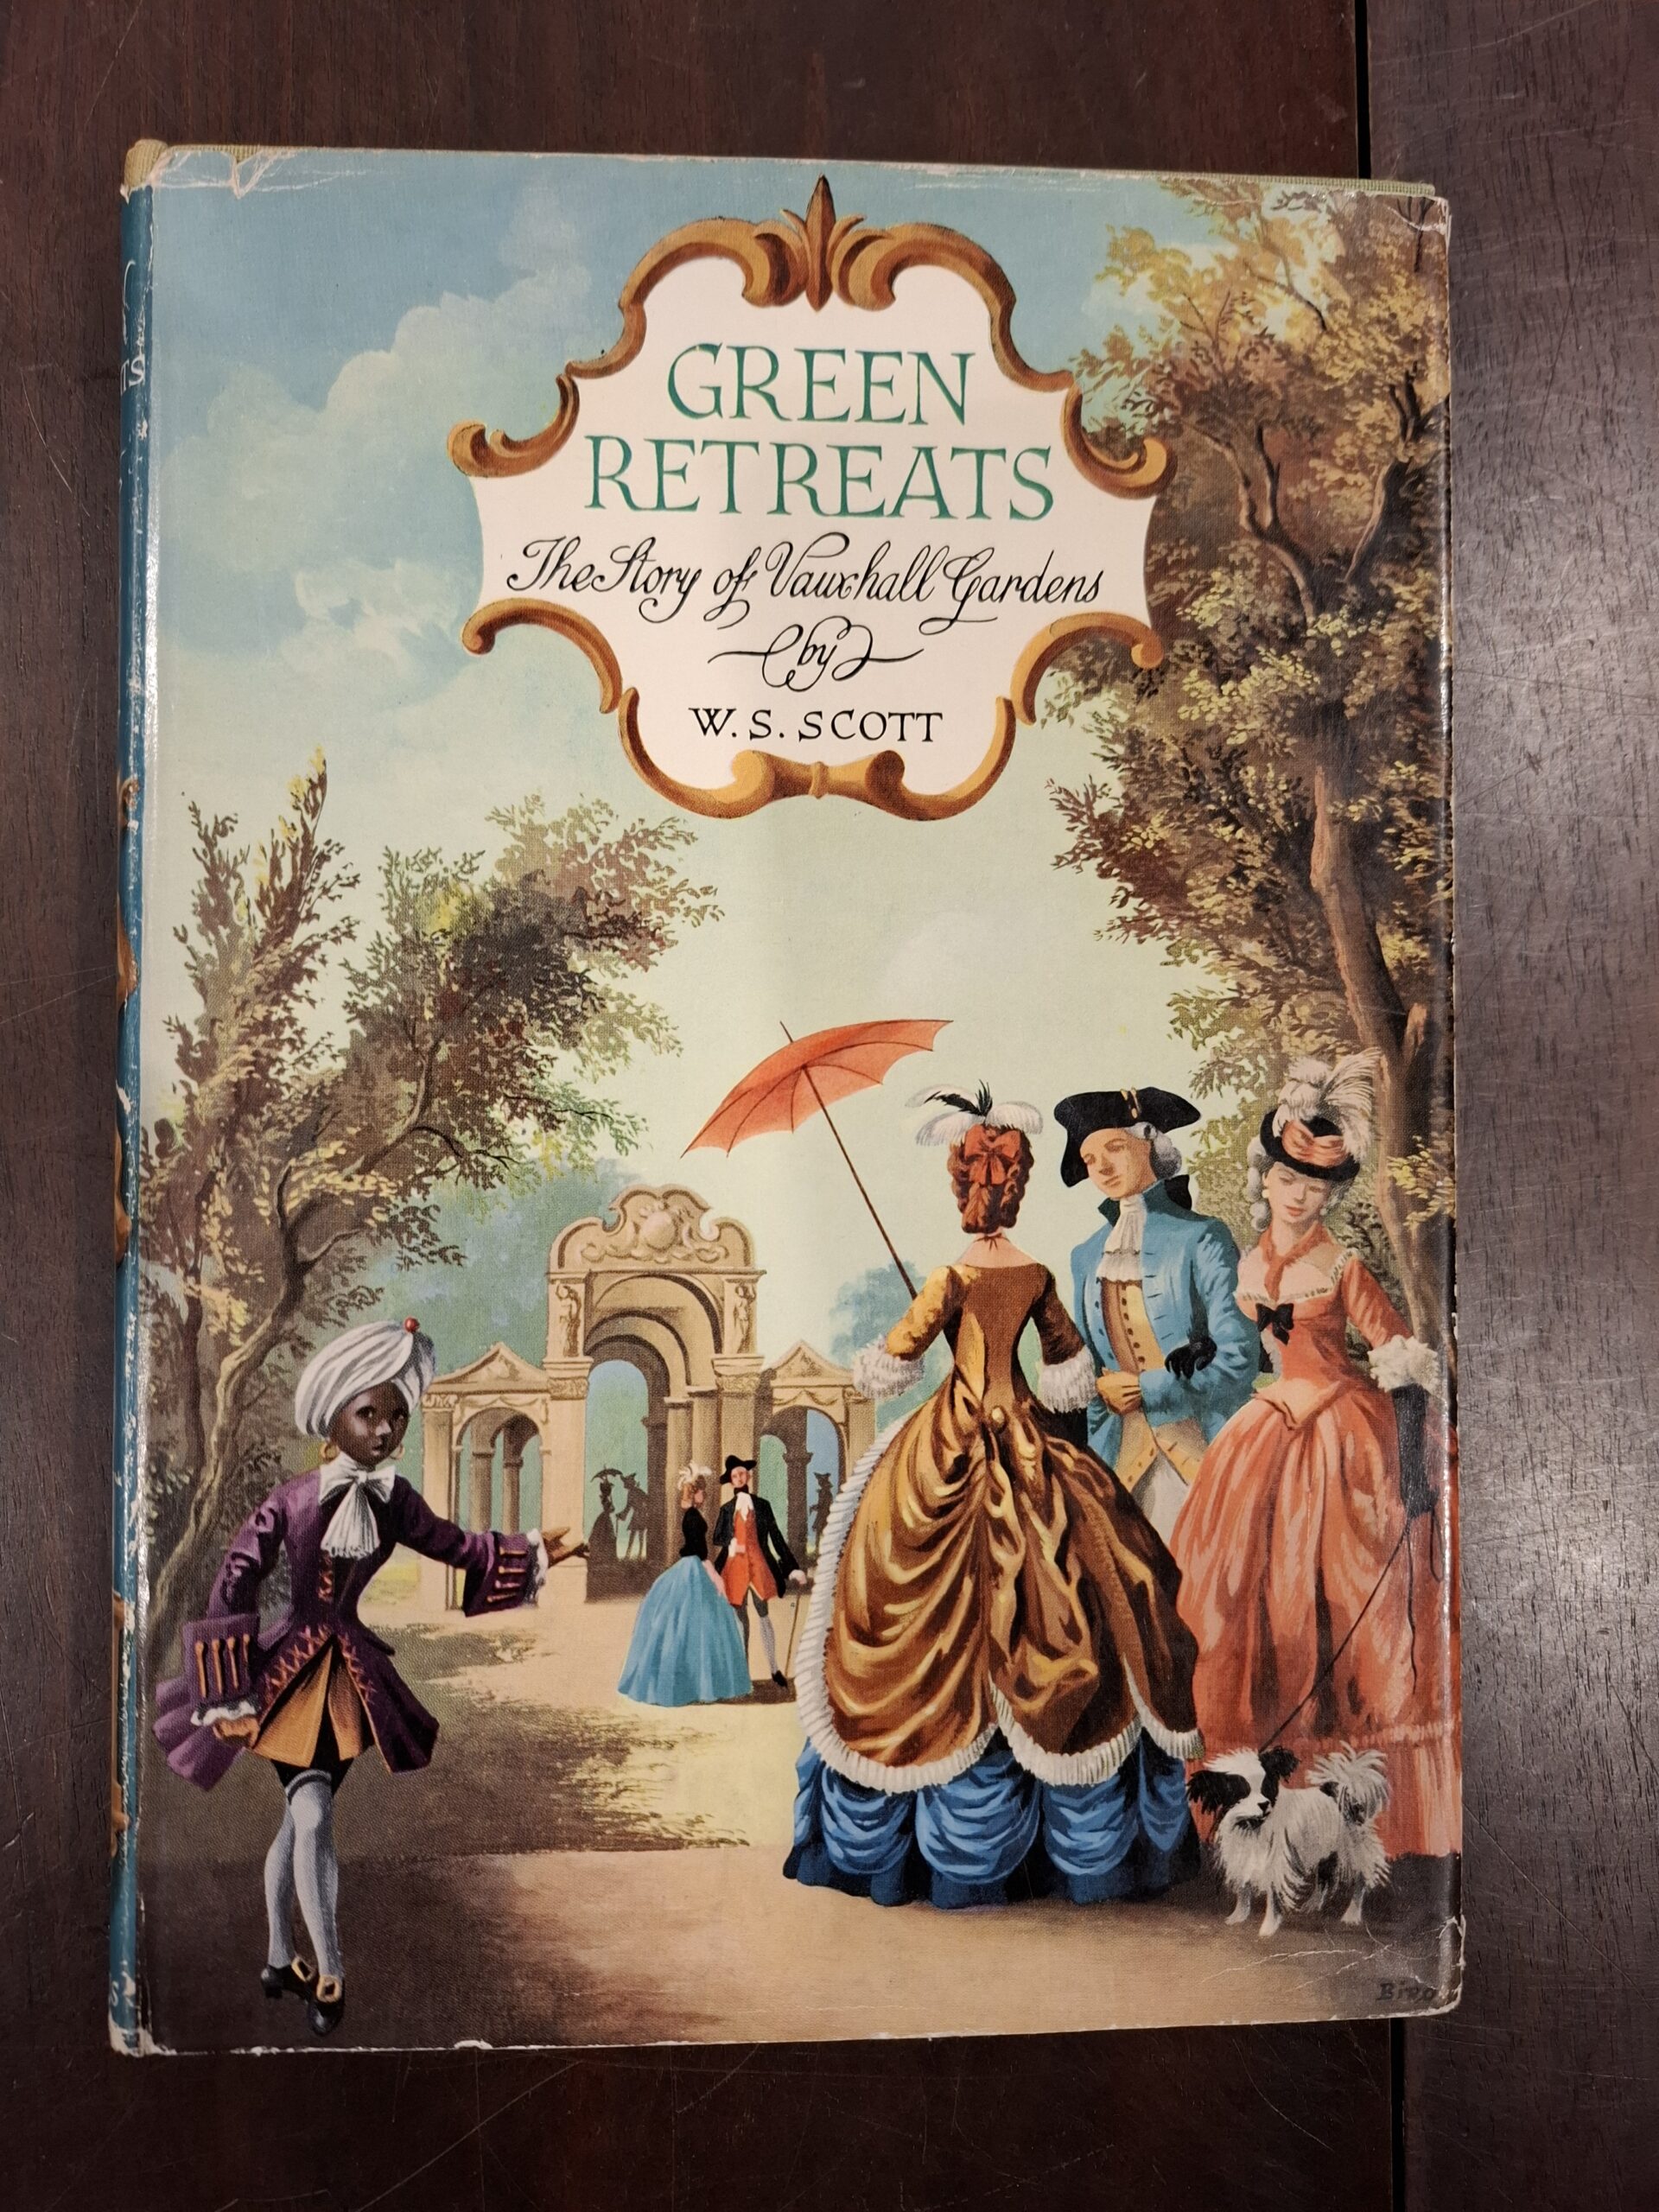 GREEN
RETREATS
The Story of Vauxhall Gardens
by
W. S. SCOTT
Biro